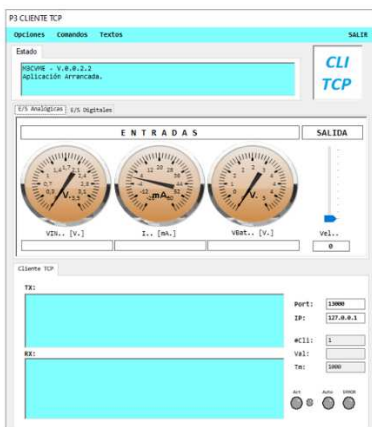 P3 CLIENTE TCP
Opciones Comandos Textos SALIR
Estado
M3CVME - V.0.0.2.2
Aplicación Arrancada.
CLI
TCP
E/S Analógicas E/S Digitales
E N T R A D A S
SALIDA
V.
mA.
V.
VIN.. [V.]
I.. [mA.]
VBat.. [V.]
Vel..
0
Cliente TCP
TX:
Port: 13000
IP: 127.0.0.1
#Cli: 1
Val:
Tm: 1000
RX:
Act Auto ERROR